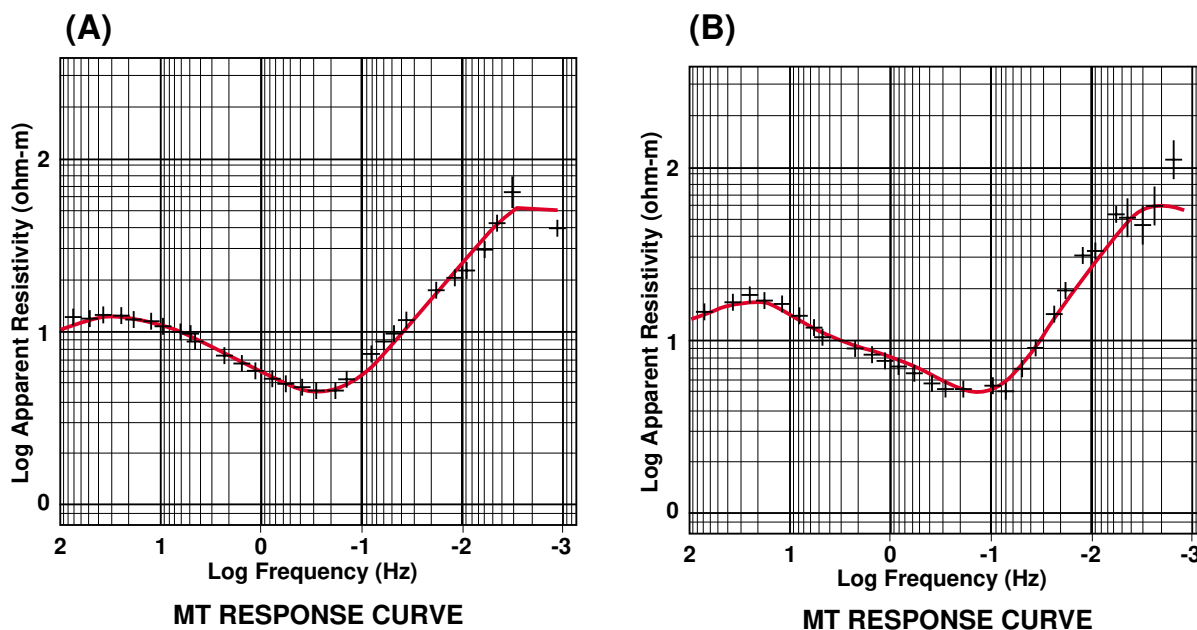 (A)
Log Apparent Resistivity (ohm-m)
2
1
0
2 1 0 -1 -2 -3
Log Frequency (Hz)
MT RESPONSE CURVE
(B)
Log Apparent Resistivity (ohm-m)
2
1
0
2 1 0 -1 -2 -3
Log Frequency (Hz)
MT RESPONSE CURVE